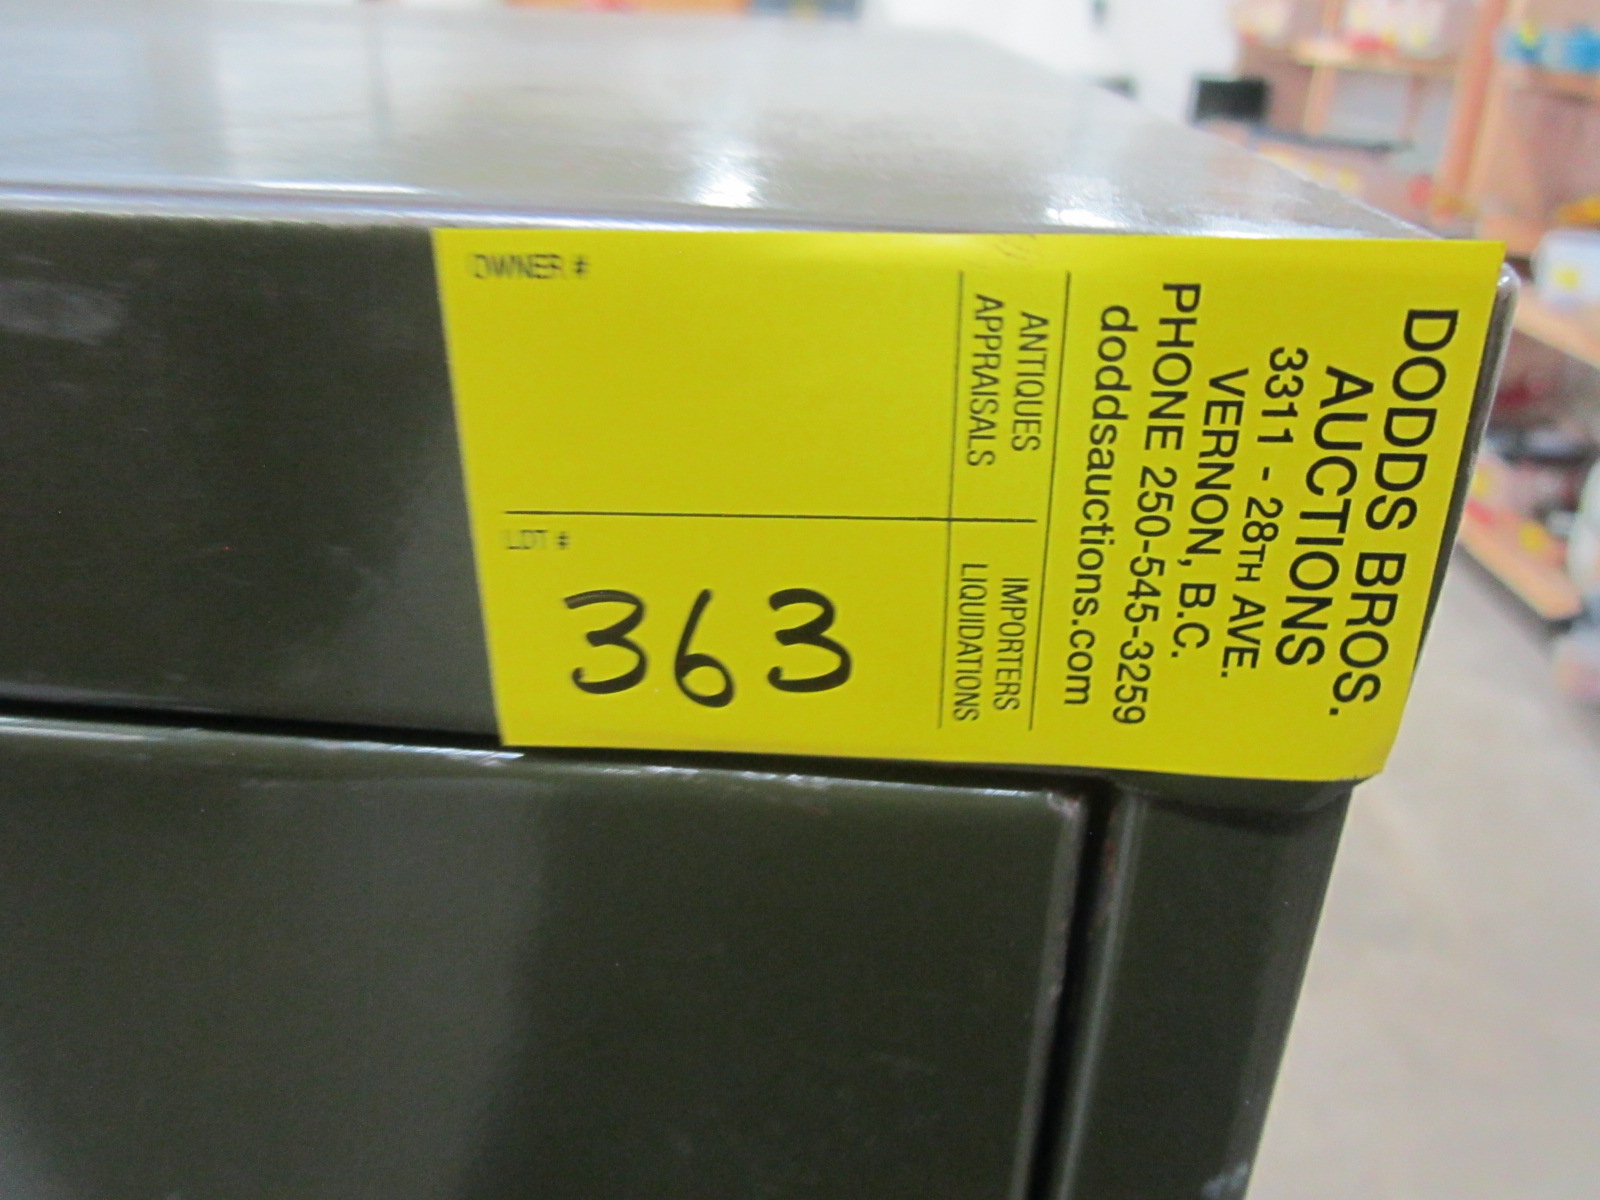 DODDS BROS.
AUCTIONS
3311 - 28TH AVE.
VERNON, B.C.
PHONE 250-545-3259
doddsauctions.com
ANTIQUES
APPRAISALS
IMPORTERS
LIQUIDATIONS
OWNER #
LOT #
363